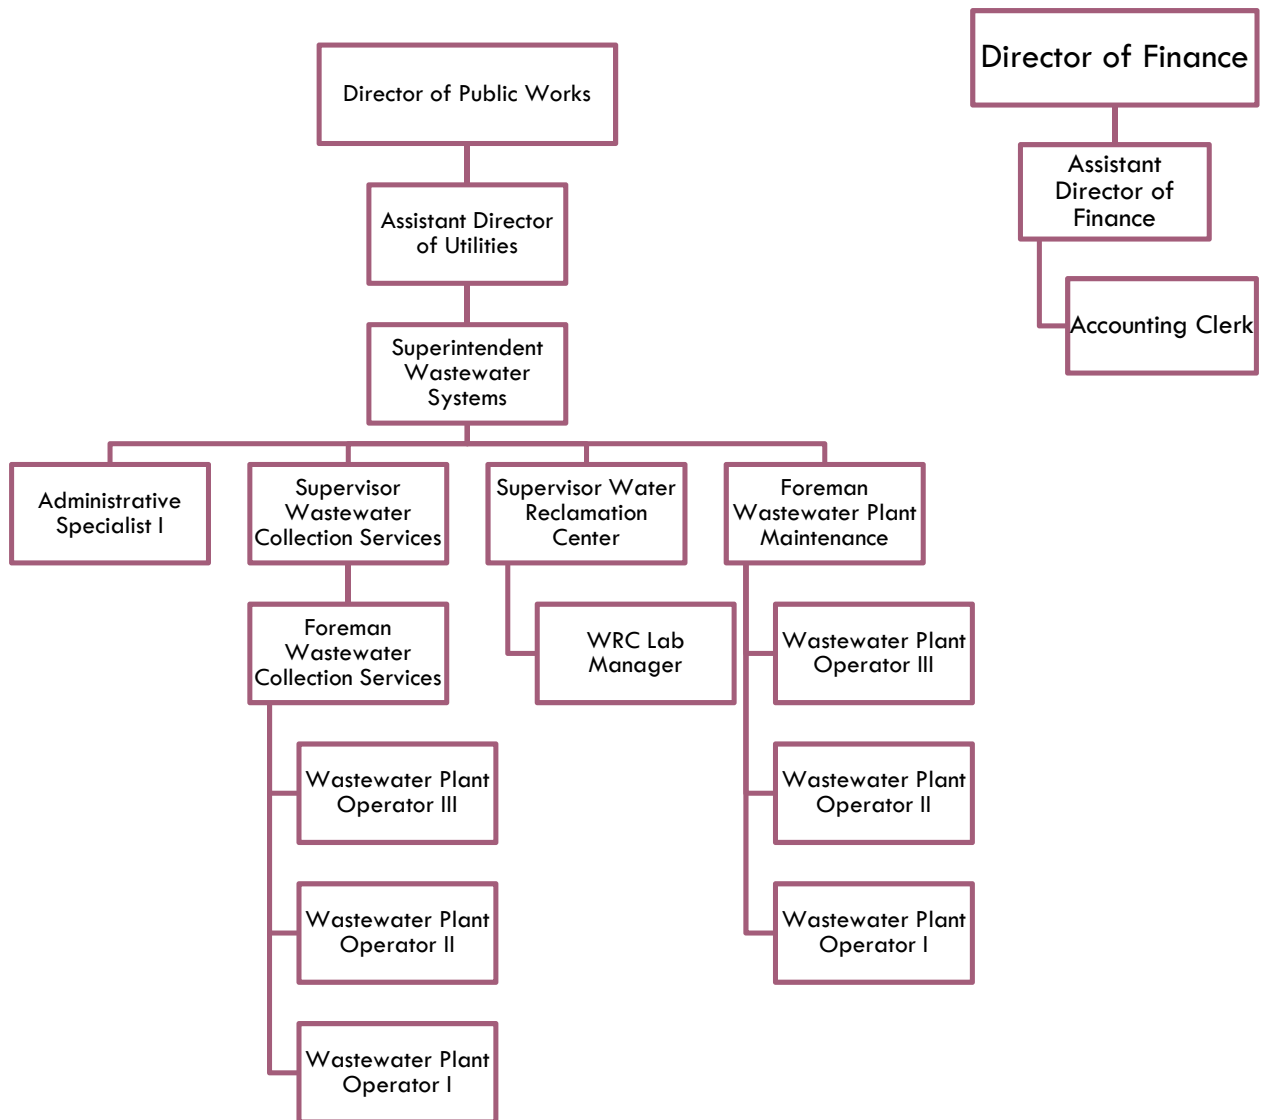 Director of Public Works
Assistant Director
of Utilities
Superintendent
Wastewater
Systems
Administrative
Specialist I
Supervisor
Wastewater
Collection Services
Supervisor Water
Reclamation
Center
Foreman
Wastewater Plant
Maintenance
Foreman
Wastewater
Collection Services
Wastewater Plant
Operator III
Wastewater Plant
Operator II
Wastewater Plant
Operator I
WRC Lab
Manager
Wastewater Plant
Operator III
Wastewater Plant
Operator II
Wastewater Plant
Operator I
Director of Finance
Assistant
Director of
Finance
Accounting Clerk